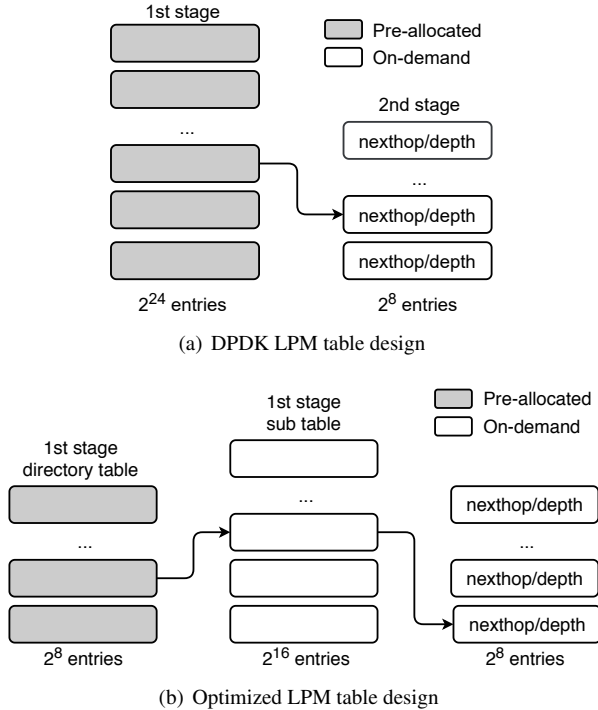 1st stage
Pre-allocated
On-demand
2nd stage
nexthop/depth
...
...
nexthop/depth
nexthop/depth
2^24 entries
2^8 entries
(a) DPDK LPM table design
Pre-allocated
On-demand
1st stage
sub table
1st stage
directory table
...
nexthop/depth
...
...
nexthop/depth
nexthop/depth
2^8 entries
2^16 entries
2^8 entries
(b) Optimized LPM table design